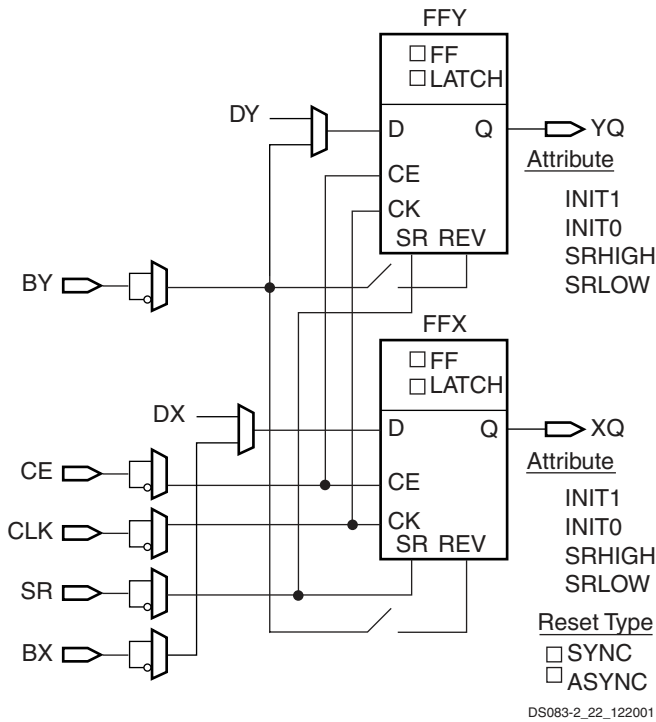 FFY
FF
LATCH
DY
D
Q
YQ
Attribute
CE
CK
INIT1
INIT0
SR REV
SRHIGH
BY
SRLOW
FFX
FF
LATCH
DX
D
Q
XQ
CE
Attribute
CE
CLK
CK
INIT1
INIT0
SR REV
SRHIGH
SR
SRLOW
Reset Type
BX
SYNC
ASYNC
DS083-2_22_122001